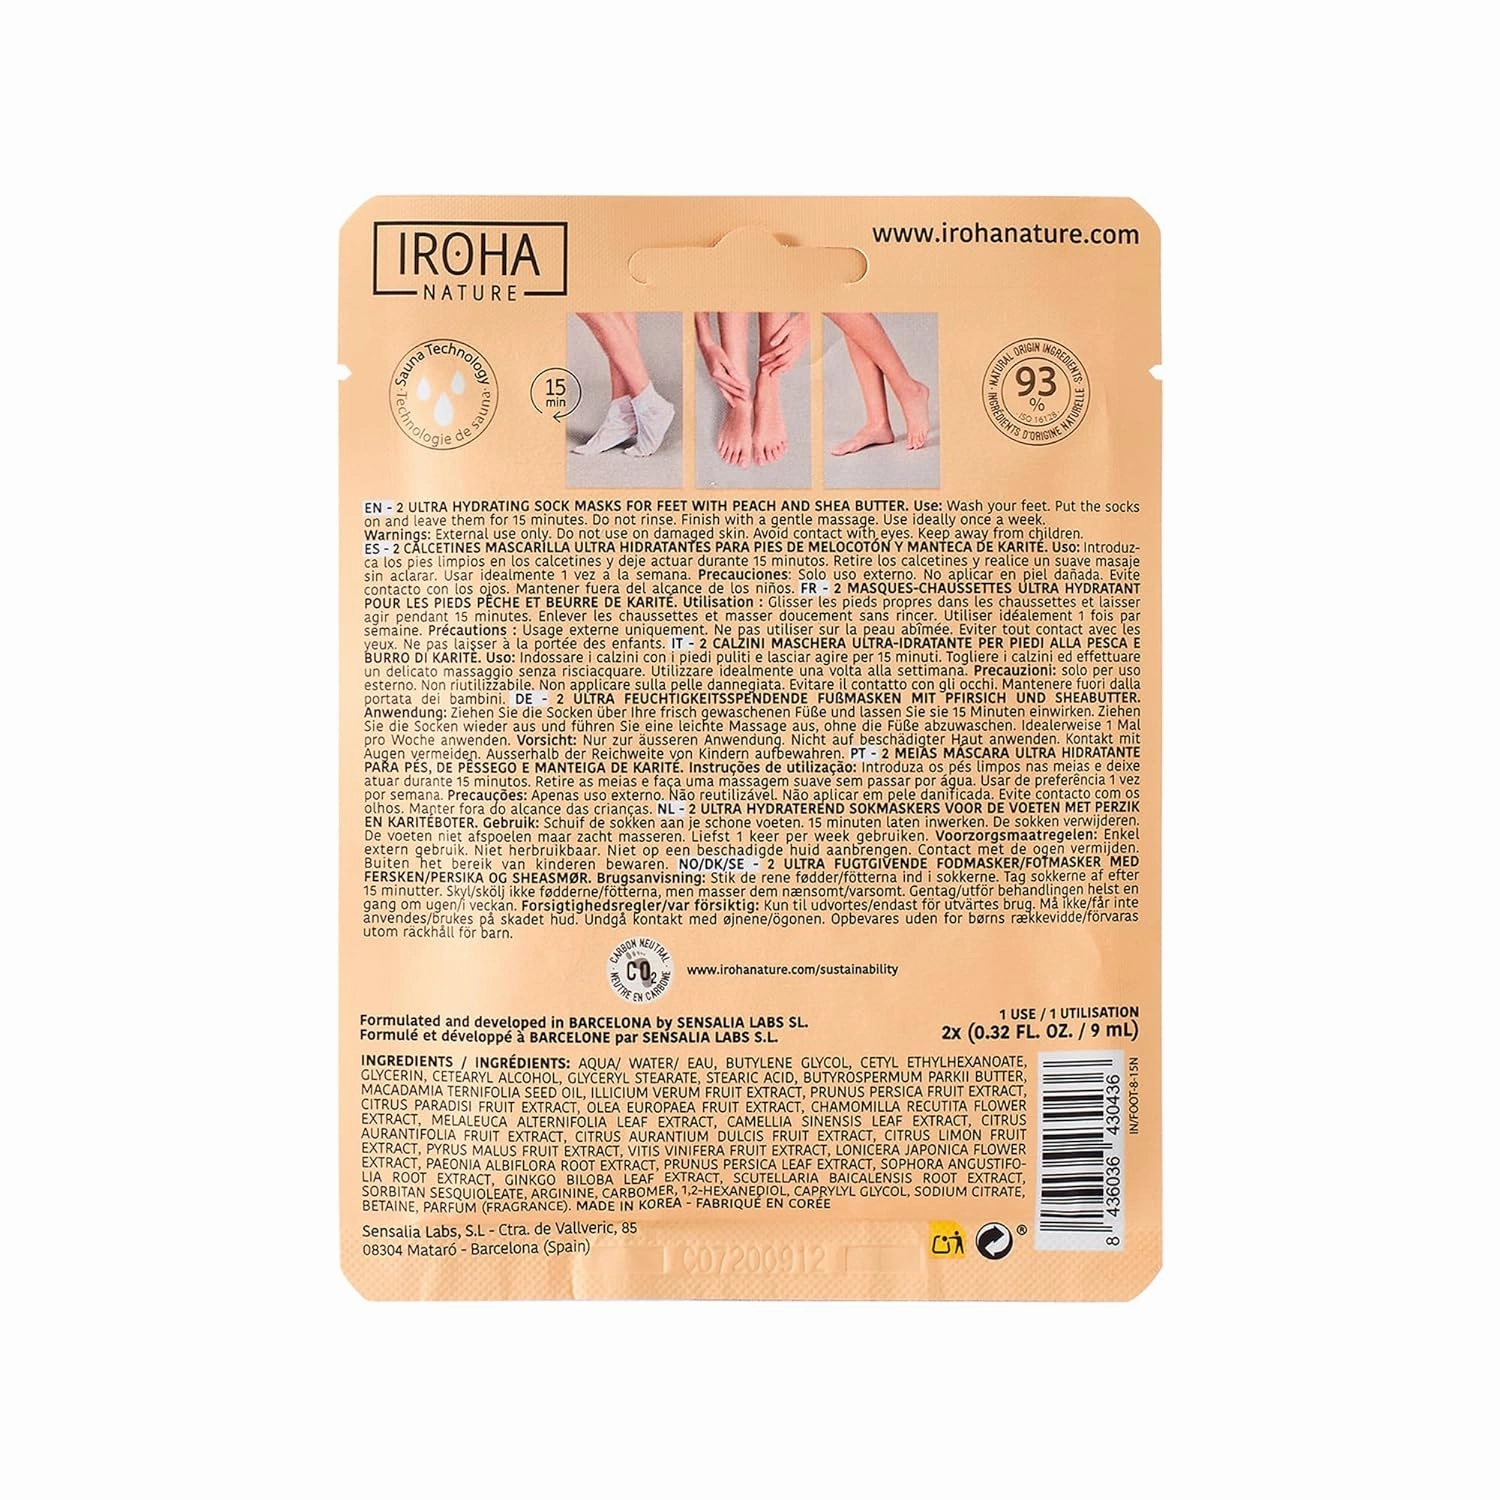 IROHA
NATURE
www.irohanature.com
· Sauna Technology ·
Technologie de sauna
15
min
· NATURAL ORIGIN INGREDIENTS ·
93
%
ISO 16128
INGRÉDIENTS D'ORIGINE NATURELLE
EN - 2 ULTRA HYDRATING SOCK MASKS FOR FEET WITH PEACH AND SHEA BUTTER. Use: Wash your feet. Put the socks
on and leave them for 15 minutes. Do not rinse. Finish with a gentle massage. Use ideally once a week.
Warnings: External use only. Do not use on damaged skin. Avoid contact with eyes. Keep away from children.
ES - 2 CALCETINES MASCARILLA ULTRA HIDRATANTES PARA PIES DE MELOCOTÓN Y MANTECA DE KARITÉ. Uso: Introduz-
ca los pies limpios en los calcetines y deje actuar durante 15 minutos. Retire los calcetines y realice un suave masaje
sin aclarar. Usar idealmente 1 vez a la semana. Precauciones: Solo uso externo. No aplicar en piel dañada. Evite
contacto con los ojos. Mantener fuera del alcance de los niños. FR - 2 MASQUES-CHAUSSETTES ULTRA HYDRATANT
POUR LES PIEDS PÊCHE ET BEURRE DE KARITÉ. Utilisation : Glisser les pieds propres dans les chaussettes et laisser
agir pendant 15 minutes. Enlever les chaussettes et masser doucement sans rincer. Utiliser idéalement 1 fois par
semaine. Précautions : Usage externe uniquement. Ne pas utiliser sur la peau abîmée. Eviter tout contact avec les
yeux. Ne pas laisser à la portée des enfants. IT - 2 CALZINI MASCHERA ULTRA-IDRATANTE PER PIEDI ALLA PESCA E
BURRO DI KARITÉ. Uso: Indossare i calzini con i piedi puliti e lasciar agire per 15 minuti. Togliere i calzini ed effettuare
un delicato massaggio senza risciacquare. Utilizzare idealmente una volta alla settimana. Precauzioni: solo per uso
esterno. Non riutilizzabile. Non applicare sulla pelle dannegiata. Evitare il contatto con gli occhi. Mantenere fuori dalla
portata dei bambini. DE - 2 ULTRA FEUCHTIGKEITSSPENDENDE FUßMASKEN MIT PFIRSICH UND SHEABUTTER.
Anwendung: Ziehen Sie die Socken über Ihre frisch gewaschenen Füße und lassen Sie sie 15 Minuten einwirken. Ziehen
Sie die Socken wieder aus und führen Sie eine leichte Massage aus, ohne die Füße abzuwaschen. Idealerweise 1 Mal
pro Woche anwenden. Vorsicht: Nur zur äusseren Anwendung. Nicht auf beschädigter Haut anwenden. Kontakt mit
Augen vermeiden. Ausserhalb der Reichweite von Kindern aufbewahren. PT - 2 MEIAS MÁSCARA ULTRA HIDRATANTE
PARA PÉS, DE PÊSSEGO E MANTEIGA DE KARITÉ. Instruções de utilização: Introduza os pés limpos nas meias e deixe
atuar durante 15 minutos. Retire as meias e faça uma massagem suave sem passar por água. Usar de preferência 1 vez
por semana. Precauções: Apenas uso externo. Não reutilizável. Não aplicar em pele danificada. Evite contacto com os
olhos. Manter fora do alcance das crianças. NL - 2 ULTRA HYDRATEREND SOKMASKERS VOOR DE VOETEN MET PERZIK
EN KARITEBOTER. Gebruik: Schuif de sokken aan je schone voeten. 15 minuten laten inwerken. De sokken verwijderen.
De voeten niet afspoelen maar zacht masseren. Liefst 1 keer per week gebruiken. Voorzorgsmaatregelen: Enkel
extern gebruik. Niet herbruikbaar. Niet op een beschadigde huid aanbrengen. Contact met de ogen vermijden.
Buiten het bereik van kinderen bewaren. NO/DK/SE - 2 ULTRA FUGTGIVENDE FODMASKER/FOTMASKER MED
FERSKEN/PERSIKA OG SHEASMØR. Brugsanvisning: Stik de rene fødder/fötterna ind i sokkerne. Tag sokkerne af efter
15 minutter. Skyl/skölj ikke fødderne/fötterna, men masser dem nænsomt/varsomt. Gentag/utför behandlingen helst en
gang om ugen/i veckan. Forsigtighedsregler/var försiktig: Kun til udvortes/endast för utvärtes brug. Må ikke/får inte
anvendes/brukes på skadet hud. Undgå kontakt med øjnene/ögonen. Opbevares uden for børns rækkevidde/förvaras
utom räckhåll för barn.
· CARBON NEUTRAL ·
CO2
NEUTRE EN CARBONE
www.irohanature.com/sustainability
Formulated and developed in BARCELONA by SENSALIA LABS SL.
Formulé et développé à BARCELONE par SENSALIA LABS S.L.
1 USE / 1 UTILISATION
2x (0.32 FL. OZ. / 9 mL)
INGREDIENTS / INGRÉDIENTS: AQUA/ WATER/ EAU, BUTYLENE GLYCOL, CETYL ETHYLHEXANOATE,
GLYCERIN, CETEARYL ALCOHOL, GLYCERYL STEARATE, STEARIC ACID, BUTYROSPERMUM PARKII BUTTER,
MACADAMIA TERNIFOLIA SEED OIL, ILLICIUM VERUM FRUIT EXTRACT, PRUNUS PERSICA FRUIT EXTRACT,
CITRUS PARADISI FRUIT EXTRACT, OLEA EUROPAEA FRUIT EXTRACT, CHAMOMILLA RECUTITA FLOWER
EXTRACT, MELALEUCA ALTERNIFOLIA LEAF EXTRACT, CAMELLIA SINENSIS LEAF EXTRACT, CITRUS
AURANTIFOLIA FRUIT EXTRACT, CITRUS AURANTIUM DULCIS FRUIT EXTRACT, CITRUS LIMON FRUIT
EXTRACT, PYRUS MALUS FRUIT EXTRACT, VITIS VINIFERA FRUIT EXTRACT, LONICERA JAPONICA FLOWER
EXTRACT, PAEONIA ALBIFLORA ROOT EXTRACT, PRUNUS PERSICA LEAF EXTRACT, SOPHORA ANGUSTIFO-
LIA ROOT EXTRACT, GINKGO BILOBA LEAF EXTRACT, SCUTELLARIA BAICALENSIS ROOT EXTRACT,
SORBITAN SESQUIOLEATE, ARGININE, CARBOMER, 1,2-HEXANEDIOL, CAPRYLYL GLYCOL, SODIUM CITRATE,
BETAINE, PARFUM (FRAGRANCE). MADE IN KOREA - FABRIQUÉ EN CORÉE
8 436036 430436
IN/FOOT-8-15N
Sensalia Labs, S.L - Ctra. de Vallveric, 85
08304 Mataró - Barcelona (Spain)
C07200912
®